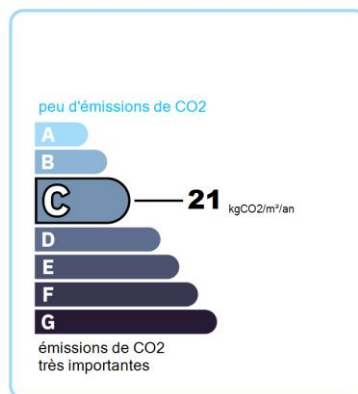 peu d'émissions de CO2
A
B
C 21 kgCO2/m²/an
D
E
F
G
émissions de CO2
très importantes